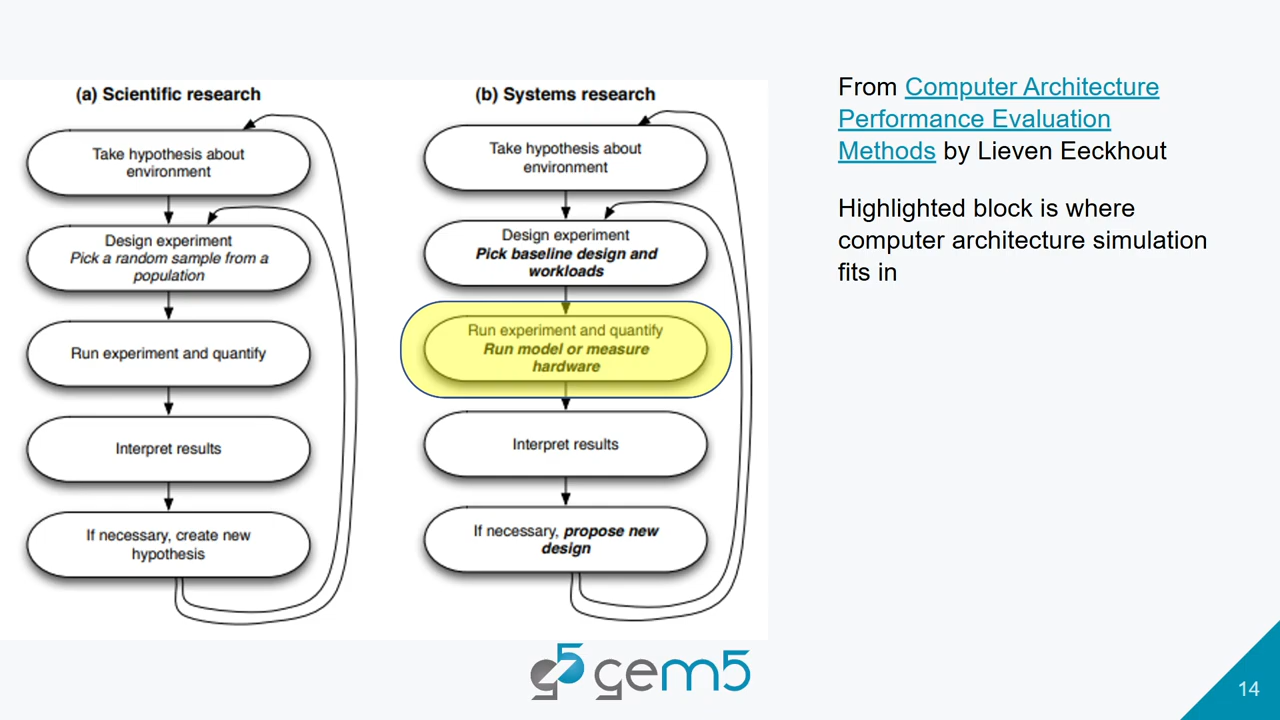 (a) Scientific research
Take hypothesis about
environment
Design experiment
Pick a random sample from a
population
Run experiment and quantify
Interpret results
If necessary, create new
hypothesis
(b) Systems research
Take hypothesis about
environment
Design experiment
Pick baseline design and
workloads
Run experiment and quantify
Run model or measure
hardware
Interpret results
If necessary, propose new
design
From Computer Architecture
Performance Evaluation
Methods by Lieven Eeckhout
Highlighted block is where
computer architecture simulation
fits in
g5 gem5
14